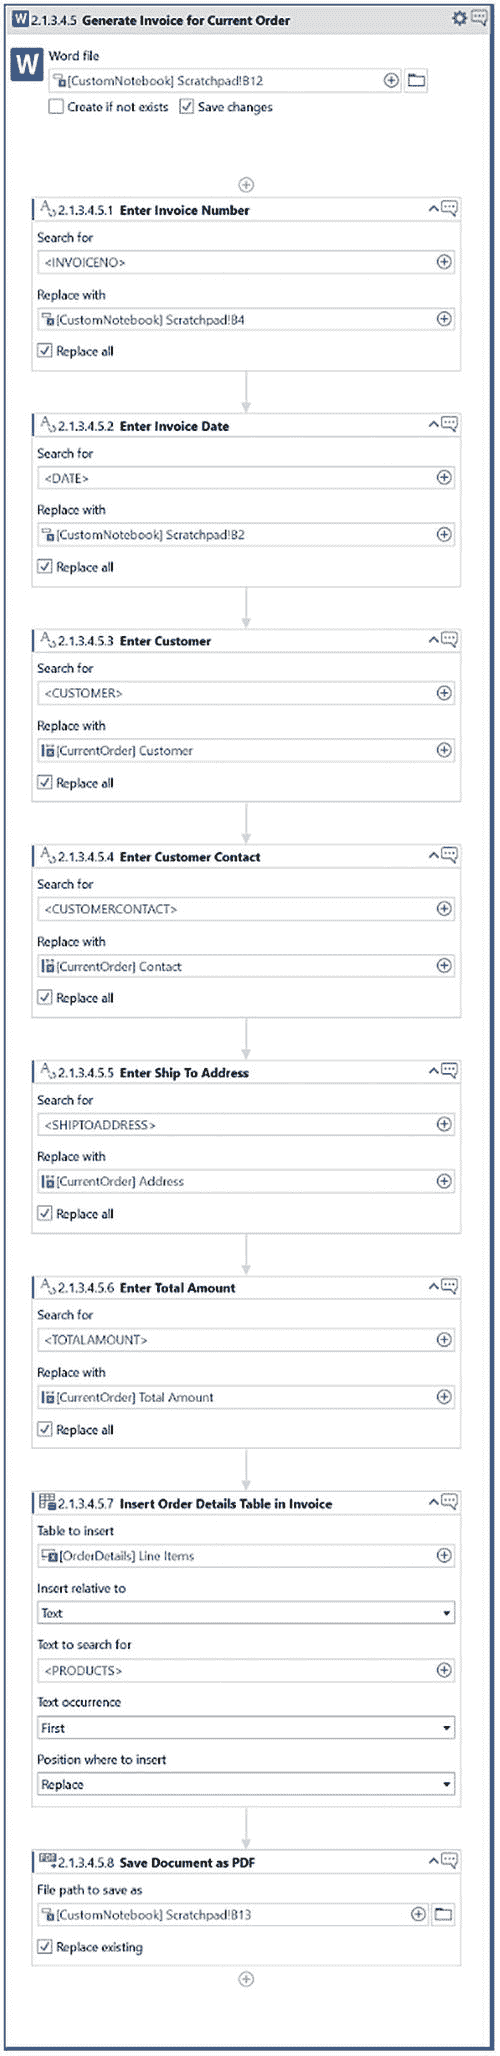 W 2.1.3.4.5 Generate Invoice for Current Order
W
Word file
[CustomNotebook] Scratchpad!B12
Create if not exists Save changes
2.1.3.4.5.1 Enter Invoice Number
Search for
<INVOICENO>
Replace with
[CustomNotebook] Scratchpad!B4
Replace all
2.1.3.4.5.2 Enter Invoice Date
Search for
<DATE>
Replace with
[CustomNotebook] Scratchpad!B2
Replace all
2.1.3.4.5.3 Enter Customer
Search for
<CUSTOMER>
Replace with
[CurrentOrder] Customer
Replace all
2.1.3.4.5.4 Enter Customer Contact
Search for
<CUSTOMERCONTACT>
Replace with
[CurrentOrder] Contact
Replace all
2.1.3.4.5.5 Enter Ship To Address
Search for
<SHIPTOADDRESS>
Replace with
[CurrentOrder] Address
Replace all
2.1.3.4.5.6 Enter Total Amount
Search for
<TOTALAMOUNT>
Replace with
[CurrentOrder] Total Amount
Replace all
2.1.3.4.5.7 Insert Order Details Table in Invoice
Table to insert
[OrderDetails] Line Items
Insert relative to
Text
Text to search for
<PRODUCTS>
Text occurrence
First
Position where to insert
Replace
PDF 2.1.3.4.5.8 Save Document as PDF
File path to save as
[CustomNotebook] Scratchpad!B13
Replace existing